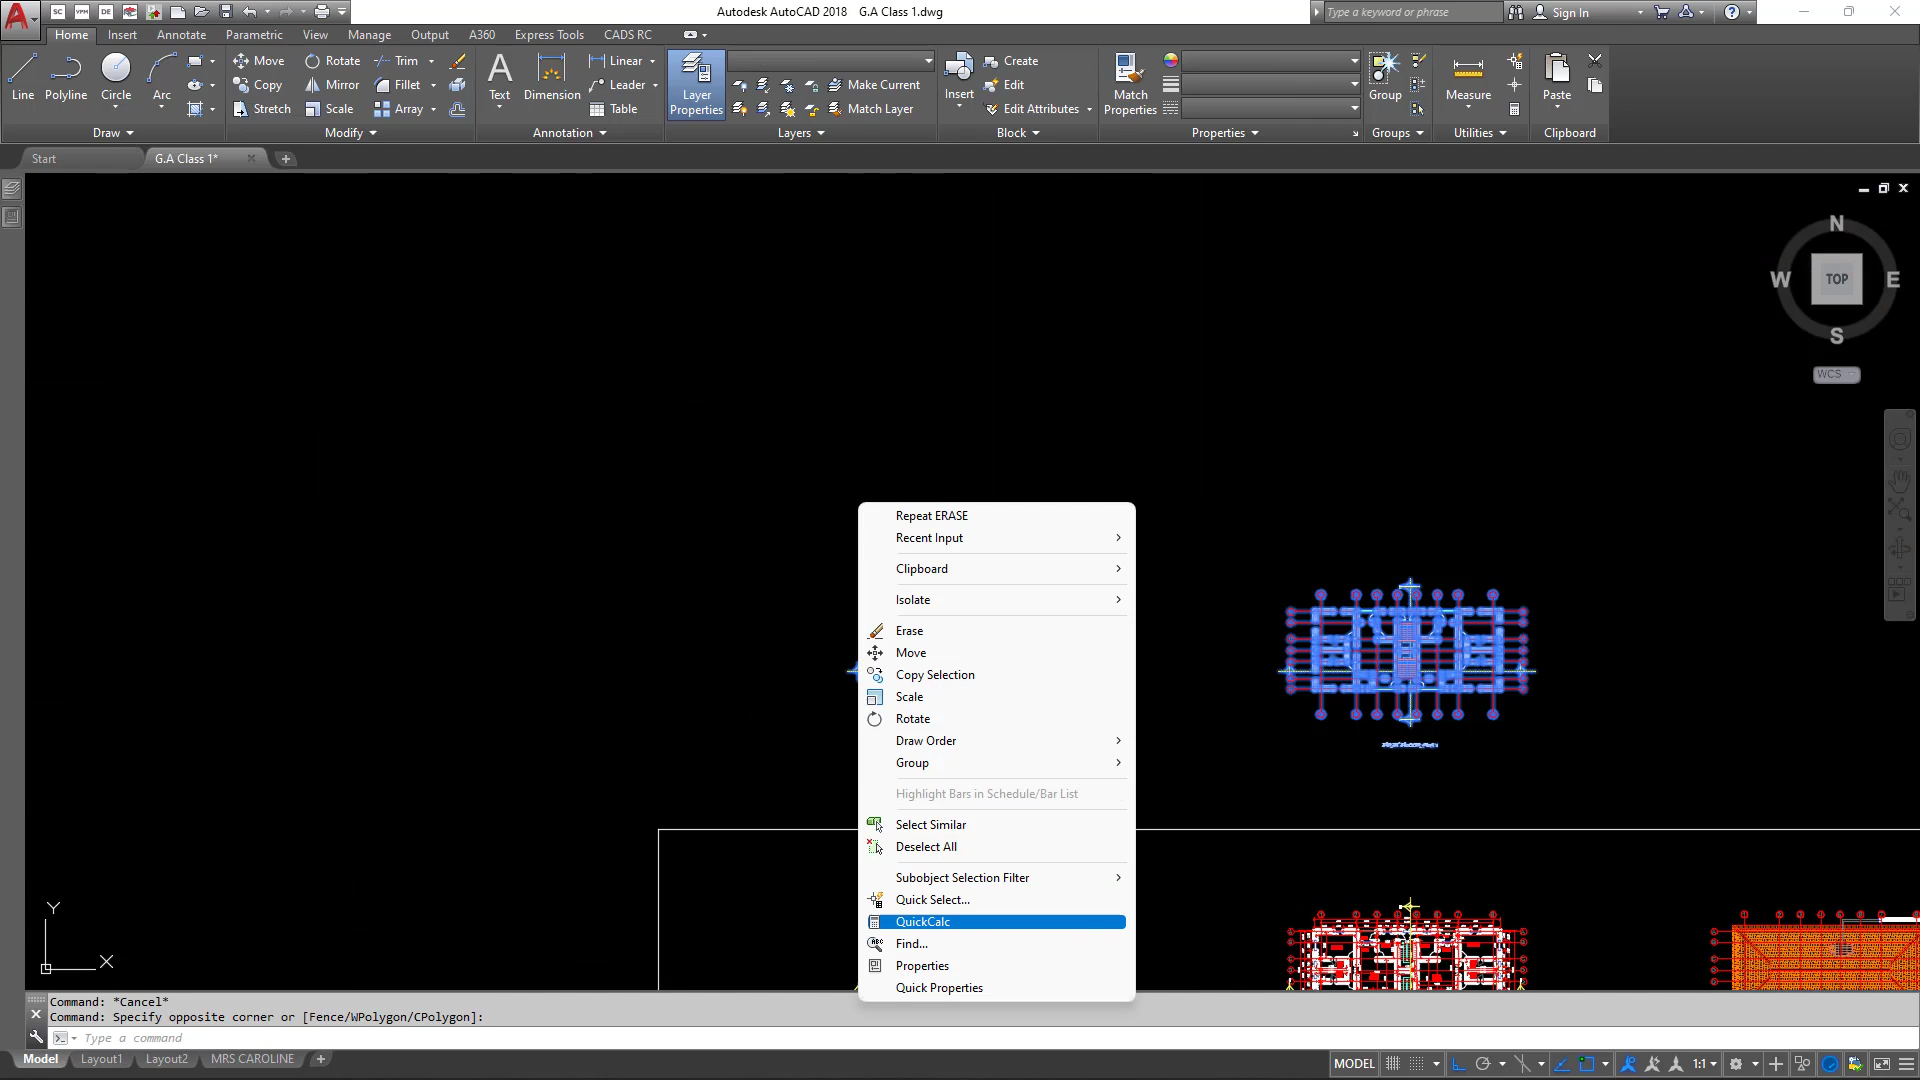 SC VPM DE Autodesk AutoCAD 2018 G.A Class 1.dwg Type a keyword or phrase Sign In
Home Insert Annotate Parametric View Manage Output A360 Express Tools CADS RC
Line Polyline Circle Arc
Move Rotate Trim
Copy Mirror Fillet
Stretch Scale Array
Text Dimension
Linear
Leader
Table
Layer Properties
Make Current
Match Layer
Insert
Create
Edit
Edit Attributes
Match Properties
Group
Measure
Paste
Draw Modify Annotation Layers Block Properties Groups Utilities Clipboard
Start G.A Class 1*
N
W TOP E
S
WCS
Repeat ERASE
Recent Input
Clipboard
Isolate
Erase
Move
Copy Selection
Scale
Rotate
Draw Order
Group
Highlight Bars in Schedule/Bar List
Select Similar
Deselect All
Subobject Selection Filter
Quick Select...
QuickCalc
Find...
Properties
Quick Properties
Y
X
Command: *Cancel*
Command: Specify opposite corner or [Fence/WPolygon/CPolygon]:
Type a command
Model Layout1 Layout2 MRS CAROLINE
MODEL 1:1